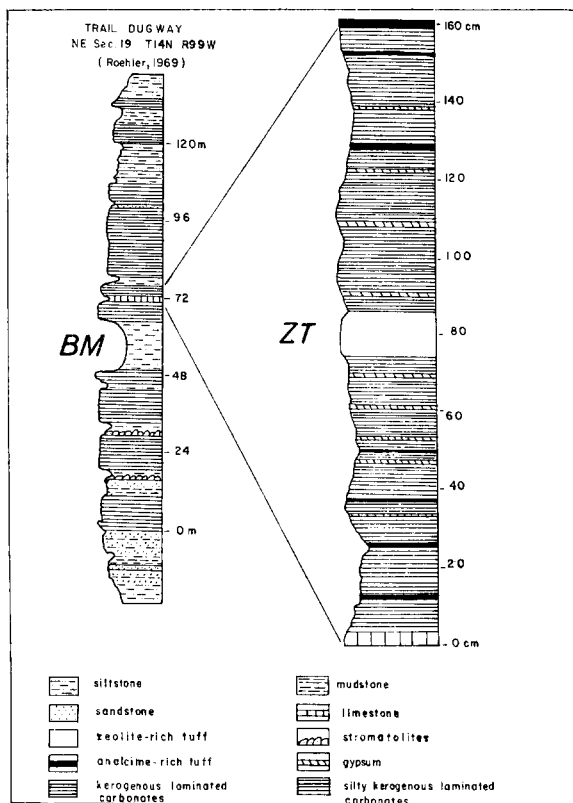 TRAIL DUGWAY
NE Sec. 19 T14N R99W
(Roehler, 1969)
120 m
96
72
BM
48
24
0 m
160 cm
140
120
100
ZT
80
60
40
20
0 cm
siltstone
sandstone
zeolite-rich tuff
analcime-rich tuff
kerogenous laminated
carbonates
mudstone
limestone
stromatolites
gypsum
silty kerogenous laminated
carbonates